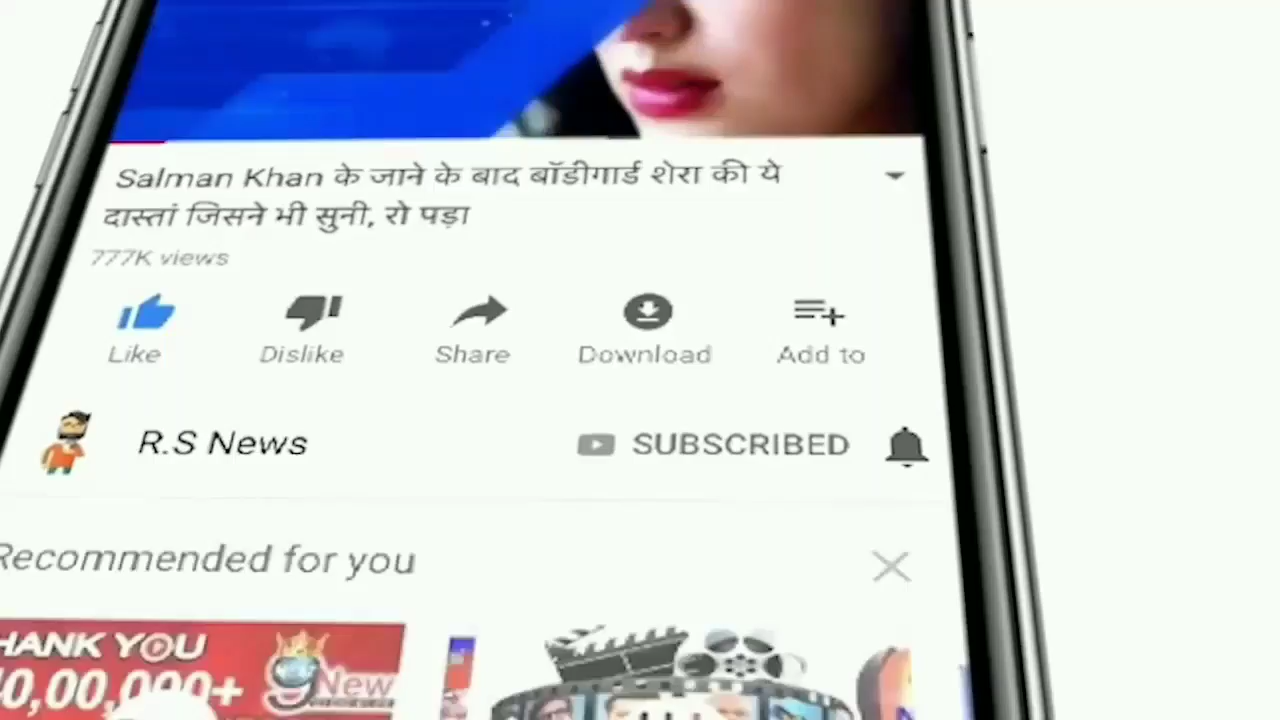 Salman Khan के जाने के बाद बॉडीगार्ड शेरा की ये
दास्तां जिसने भी सुनी, रो पड़ा
777K views
Like
Dislike
Share
Download
Add to
R.S News
SUBSCRIBED
Recommended for you
HANK YOU
0,00,000+
News